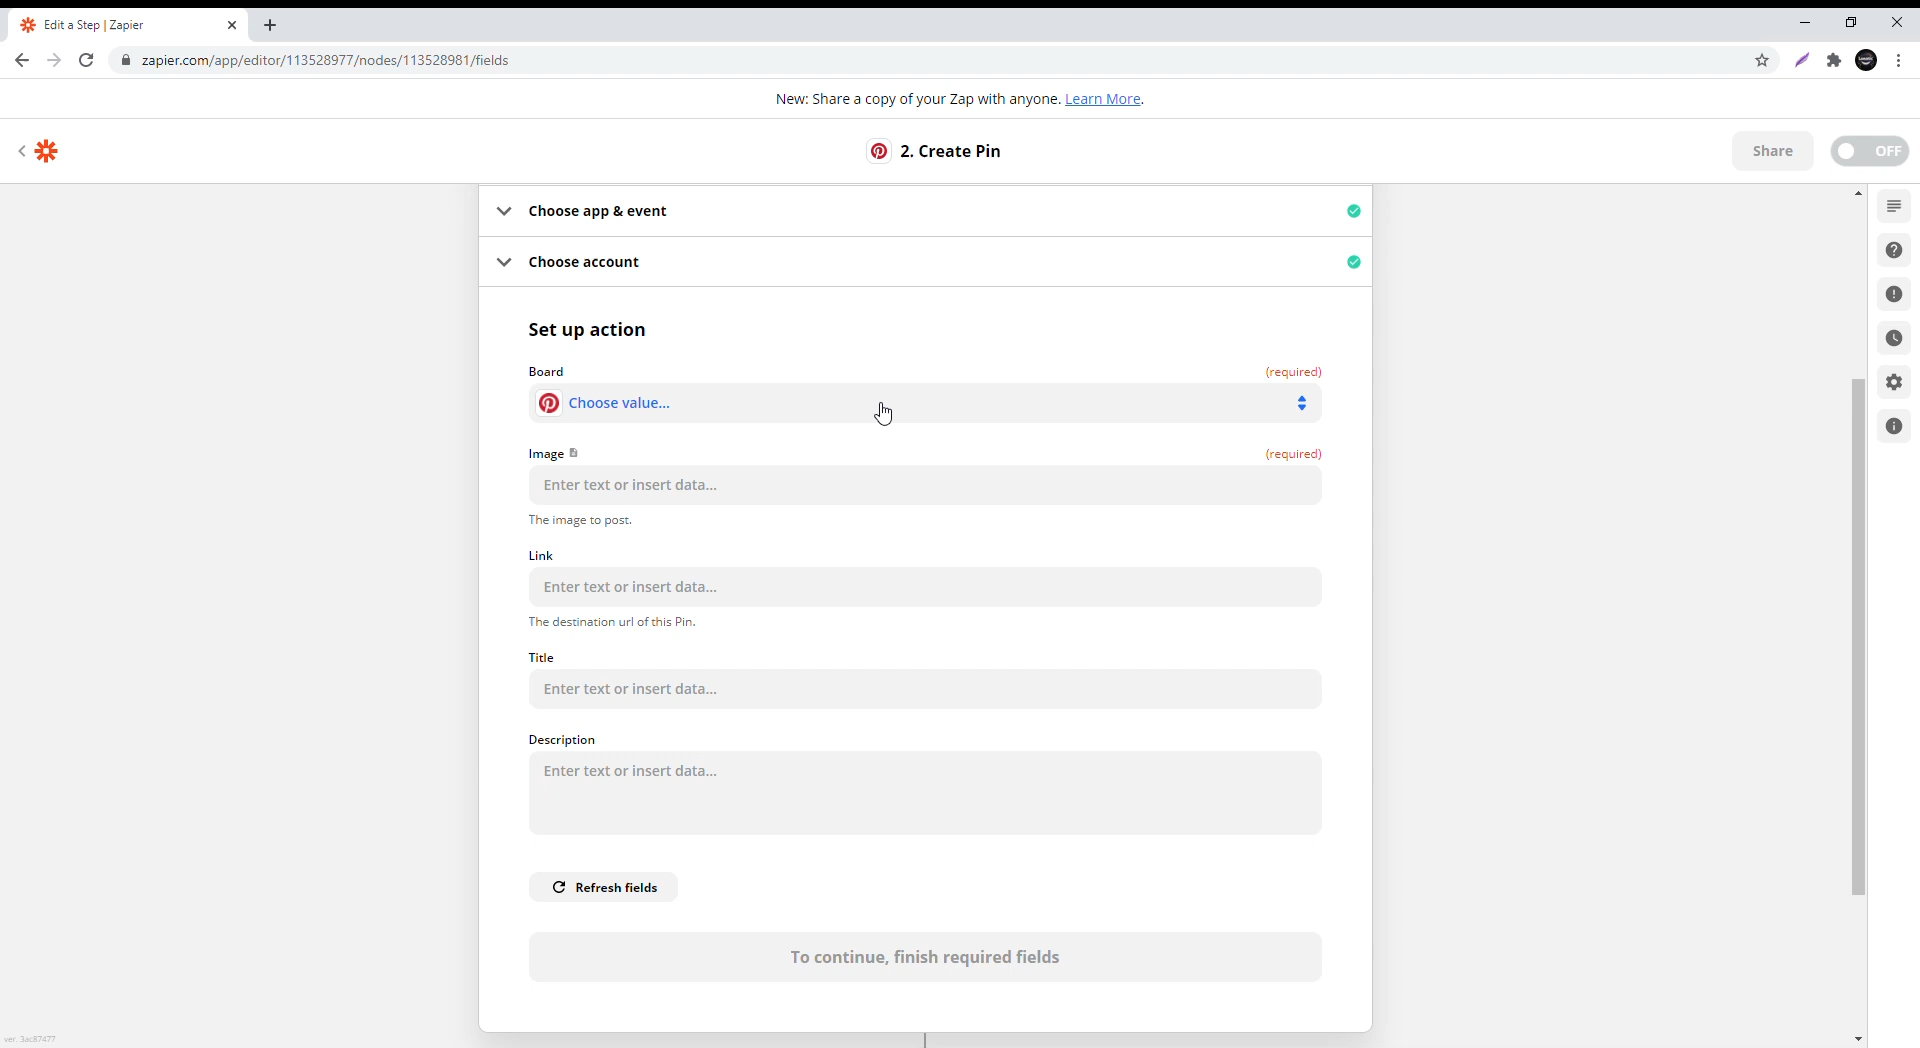 Edit a Step | Zapier
zapier.com/app/editor/113528977/nodes/113528981/fields
New: Share a copy of your Zap with anyone. Learn More.
2. Create Pin
Share
OFF
Choose app & event
Choose account
Set up action
Board
(required)
Choose value...
Image
(required)
Enter text or insert data...
The image to post.
Link
Enter text or insert data...
The destination url of this Pin.
Title
Enter text or insert data...
Description
Enter text or insert data...
Refresh fields
To continue, finish required fields
ver. 3ac87477